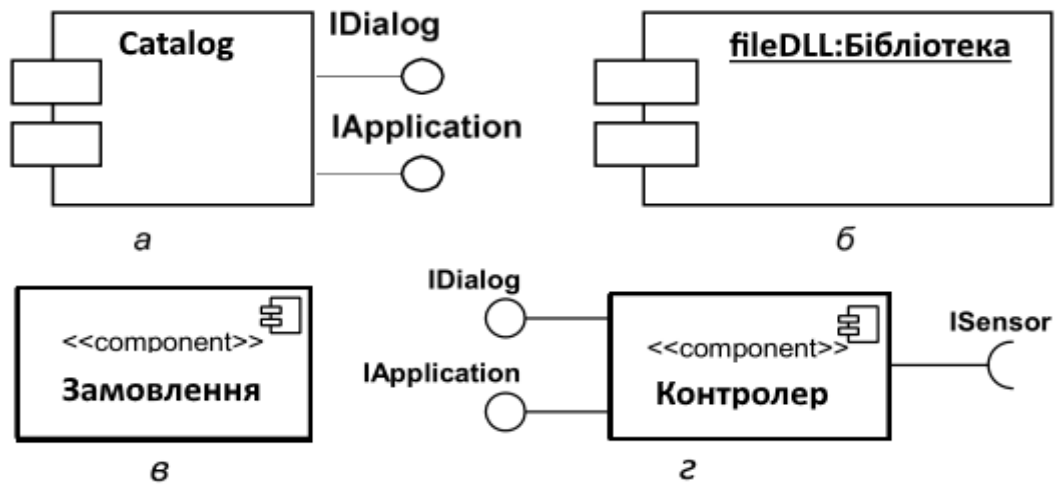 Catalog
IDialog
IApplication
а
fileDLL:Бібліотека
б
<<component>>
Замовлення
в
IDialog
IApplication
<<component>>
Контролер
ISensor
г